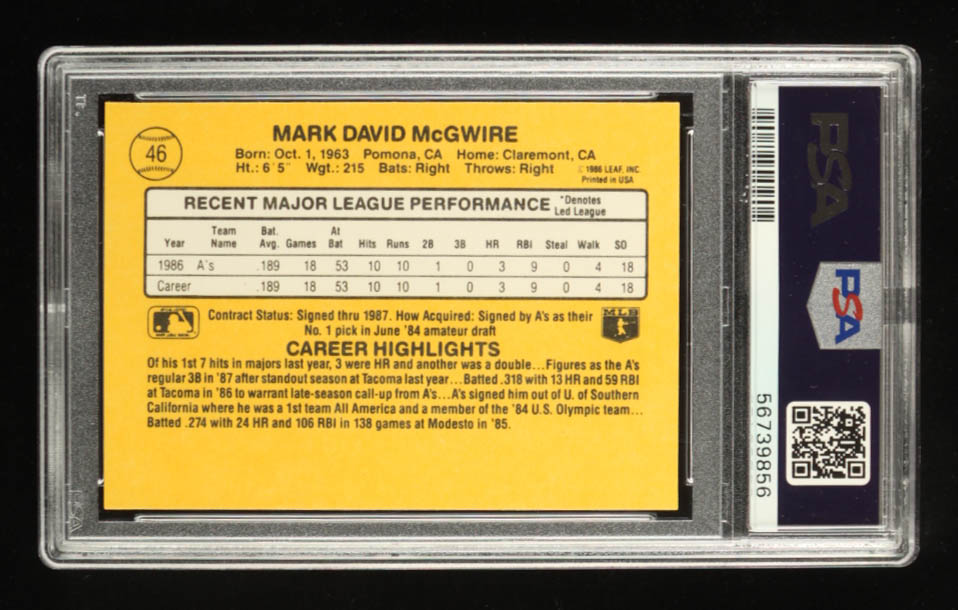 46
MARK DAVID McGWIRE
Born: Oct. 1, 1963 Pomona, CA Home: Claremont, CA
Ht.: 6'5" Wgt.: 215 Bats: Right Throws: Right © 1986 LEAF, INC.
Printed in USA
RECENT MAJOR LEAGUE PERFORMANCE *Denotes
Led League
Year Team Name Bat. Avg. Games At Bat Hits Runs 2B 3B HR RBI Steal Walk SO
1986 A's .189 18 53 10 10 1 0 3 9 0 4 18
Career .189 18 53 10 10 1 0 3 9 0 4 18
Contract Status: Signed thru 1987. How Acquired: Signed by A's as their
No. 1 pick in June '84 amateur draft
MLB
CAREER HIGHLIGHTS
Of his 1st 7 hits in majors last year, 3 were HR and another was a double...Figures as the A's
regular 3B in '87 after standout season at Tacoma last year...Batted .318 with 13 HR and 59 RBI
at Tacoma in '86 to warrant late-season call-up from A's...A's signed him out of U. of Southern
California where he was a 1st team All America and a member of the '84 U.S. Olympic team...
Batted .274 with 24 HR and 106 RBI in 138 games at Modesto in '85.
PSA
PSA
56739856